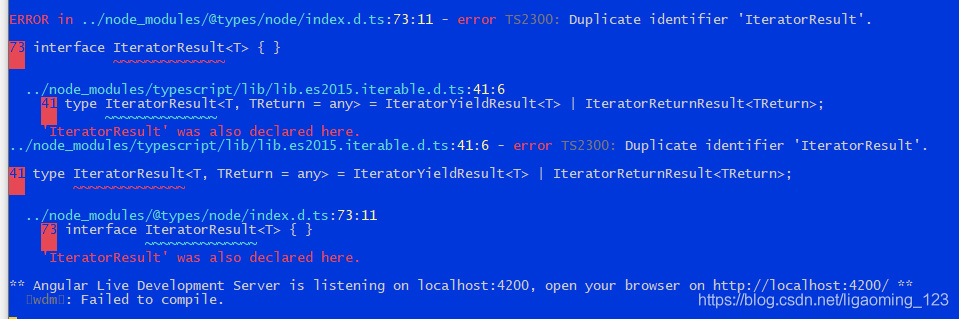 ERROR in ../node_modules/@types/node/index.d.ts:73:11 - error TS2300: Duplicate identifier 'IteratorResult'.
73 interface IteratorResult<T> { }
~~~~~~~~~~~~~~
../node_modules/typescript/lib/lib.es2015.iterable.d.ts:41:6
41 type IteratorResult<T, TReturn = any> = IteratorYieldResult<T> | IteratorReturnResult<TReturn>;
~~~~~~~~~~~~~~
'IteratorResult' was also declared here.
../node_modules/typescript/lib/lib.es2015.iterable.d.ts:41:6 - error TS2300: Duplicate identifier 'IteratorResult'.
41 type IteratorResult<T, TReturn = any> = IteratorYieldResult<T> | IteratorReturnResult<TReturn>;
~~~~~~~~~~~~~~
../node_modules/@types/node/index.d.ts:73:11
73 interface IteratorResult<T> { }
~~~~~~~~~~~~~~
'IteratorResult' was also declared here.
** Angular Live Development Server is listening on localhost:4200, open your browser on http://localhost:4200/ **
wdm: Failed to compile.
https://blog.csdn.net/ligaoming_123